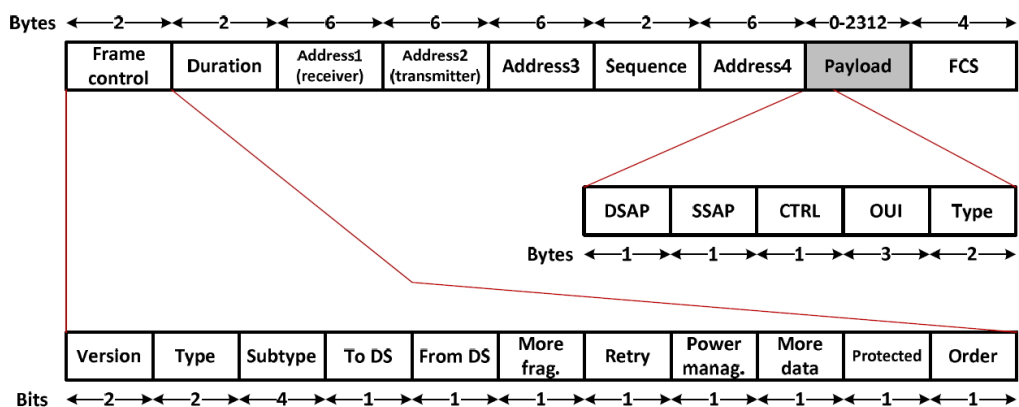 Bytes 2 2 6 6 6 2 6 0-2312 4
Frame control Duration Address1 (receiver) Address2 (transmitter) Address3 Sequence Address4 Payload FCS
DSAP SSAP CTRL OUI Type
Bytes 1 1 1 3 2
Version Type Subtype To DS From DS More frag. Retry Power manag. More data Protected Order
Bits 2 2 4 1 1 1 1 1 1 1 1